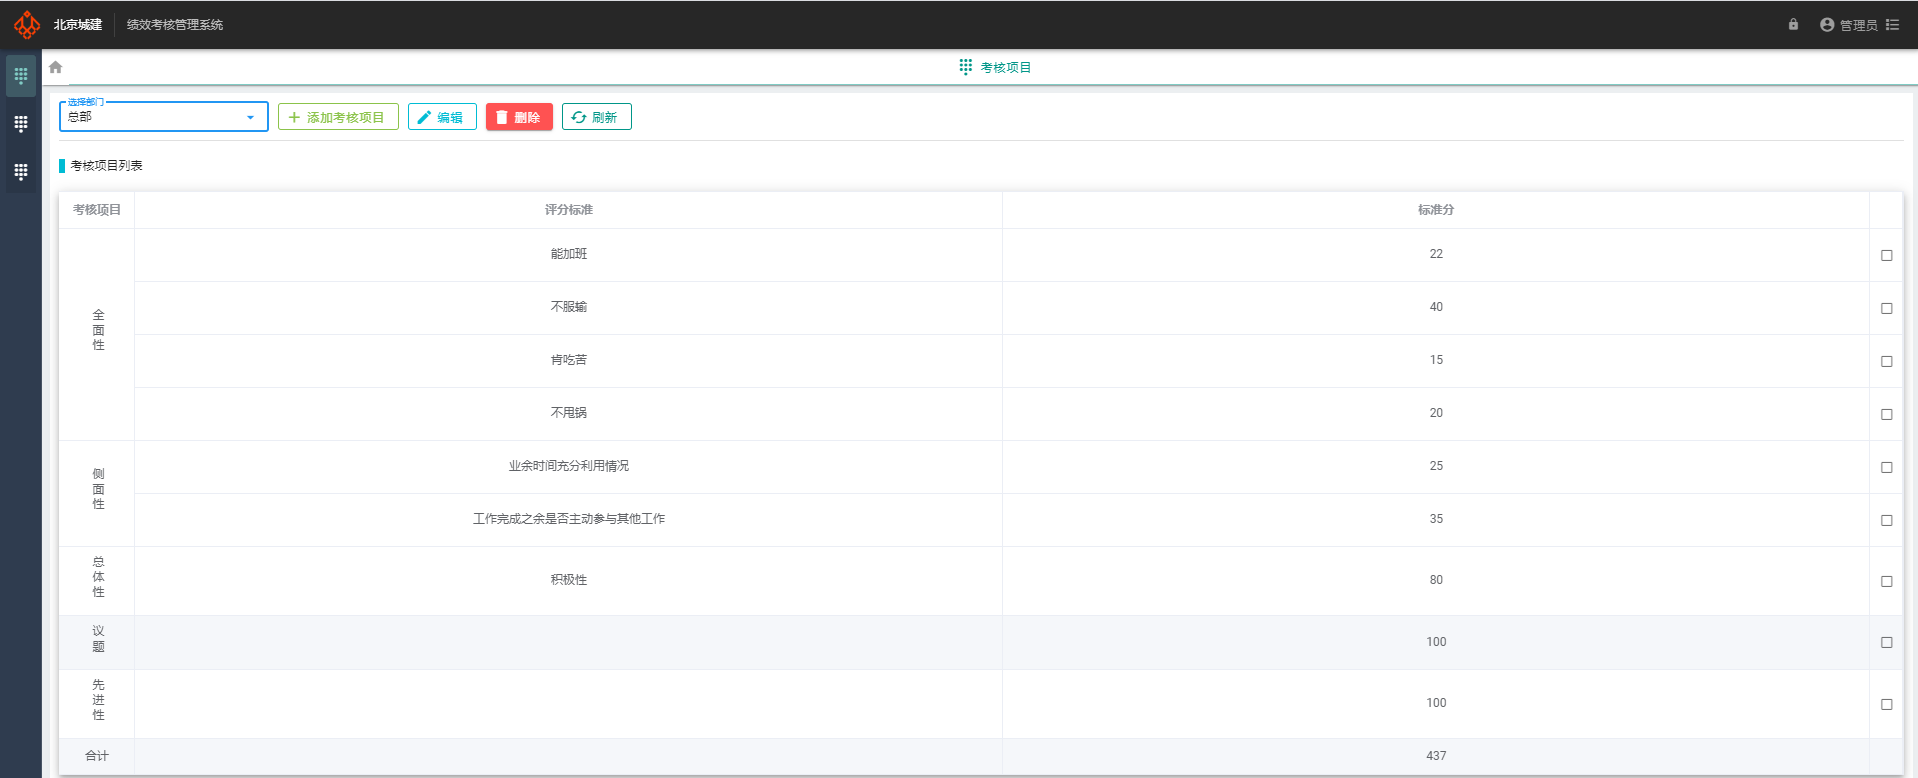 北京城建 绩效考核管理系统 管理员
考核项目
选择部门
总部 添加考核项目 编辑 删除 刷新
考核项目列表
考核项目 评分标准 标准分
全面性
能加班 22
不服输 40
肯吃苦 15
不甩锅 20
侧面性
业余时间充分利用情况 25
工作完成之余是否主动参与其他工作 35
总体性 积极性 80
议题 100
先进性 100
合计 437